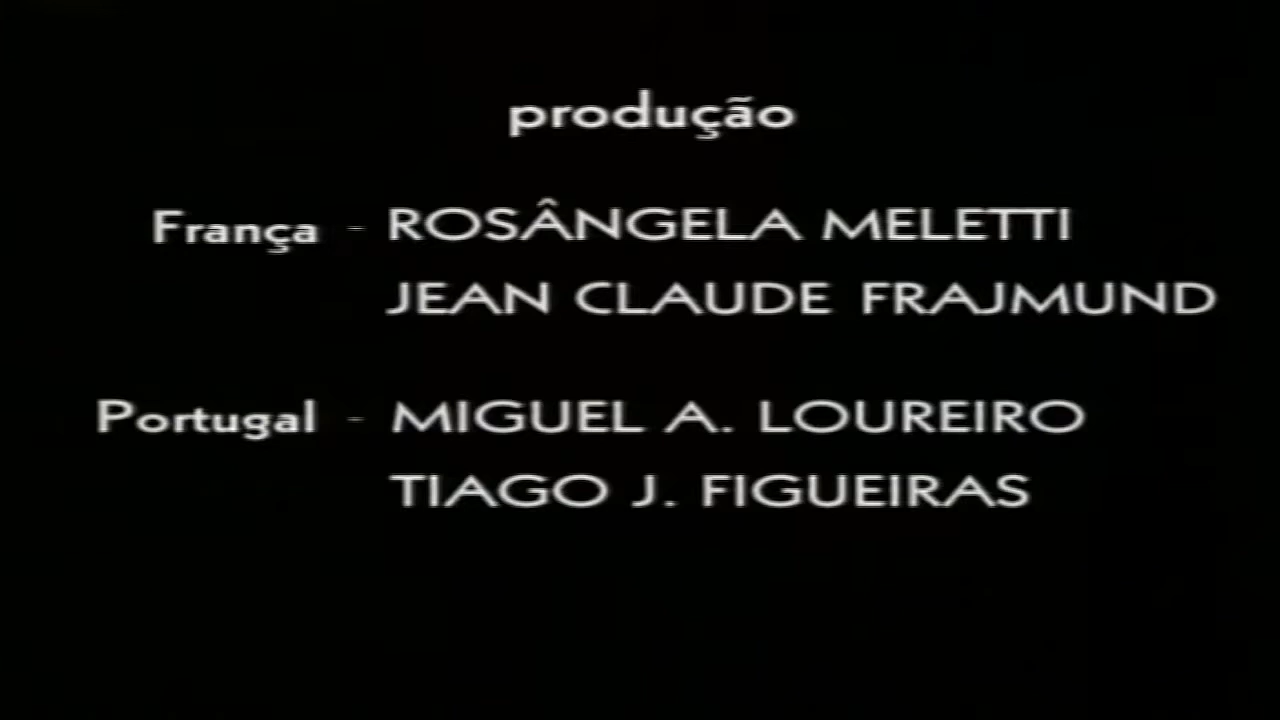 produção
França - ROSÂNGELA MELETTI
JEAN CLAUDE FRAJMUND
Portugal - MIGUEL A. LOUREIRO
TIAGO J. FIGUEIRAS